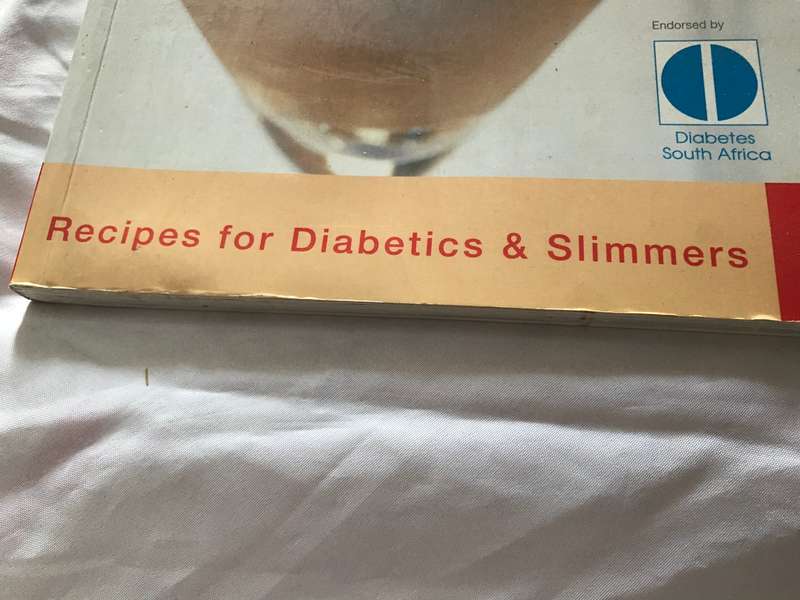 Endorsed by
Diabetes
South Africa
Recipes for Diabetics & Slimmers